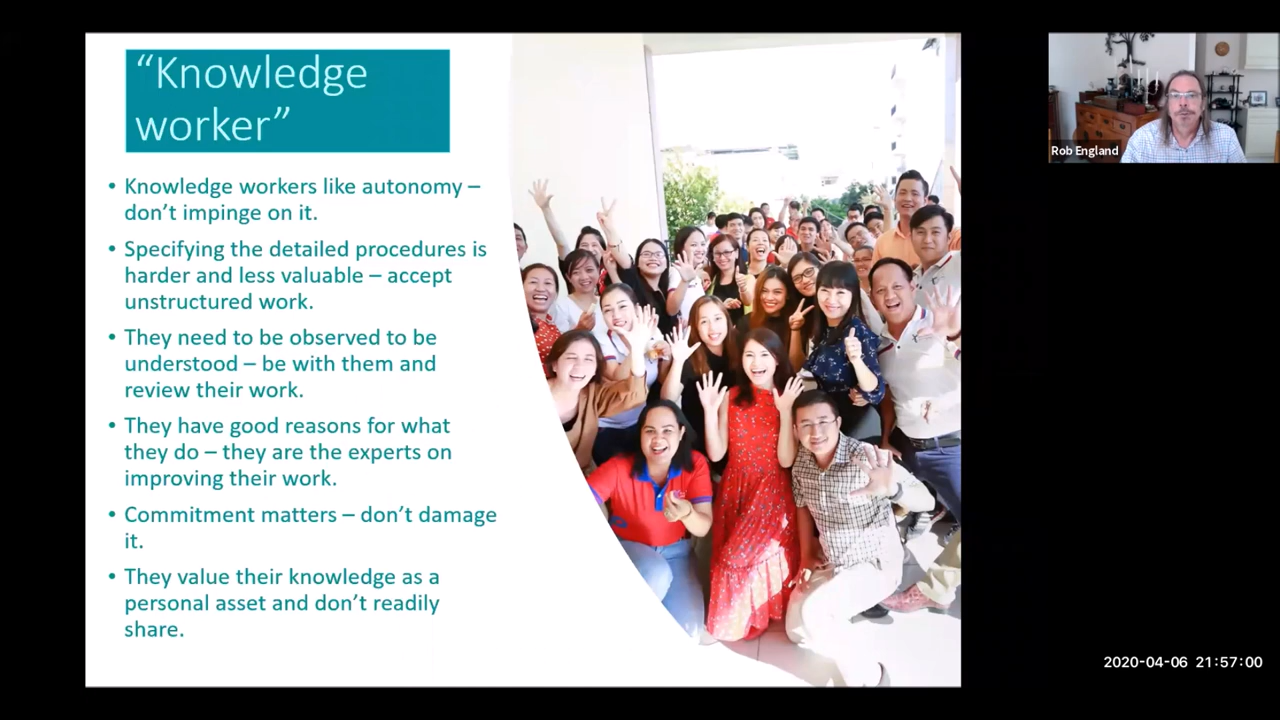 “Knowledge
worker”
• Knowledge workers like autonomy –
don’t impinge on it.
• Specifying the detailed procedures is
harder and less valuable – accept
unstructured work.
• They need to be observed to be
understood – be with them and
review their work.
• They have good reasons for what
they do – they are the experts on
improving their work.
• Commitment matters – don’t damage
it.
• They value their knowledge as a
personal asset and don’t readily
share.
Rob England
2020-04-06 21:57:00